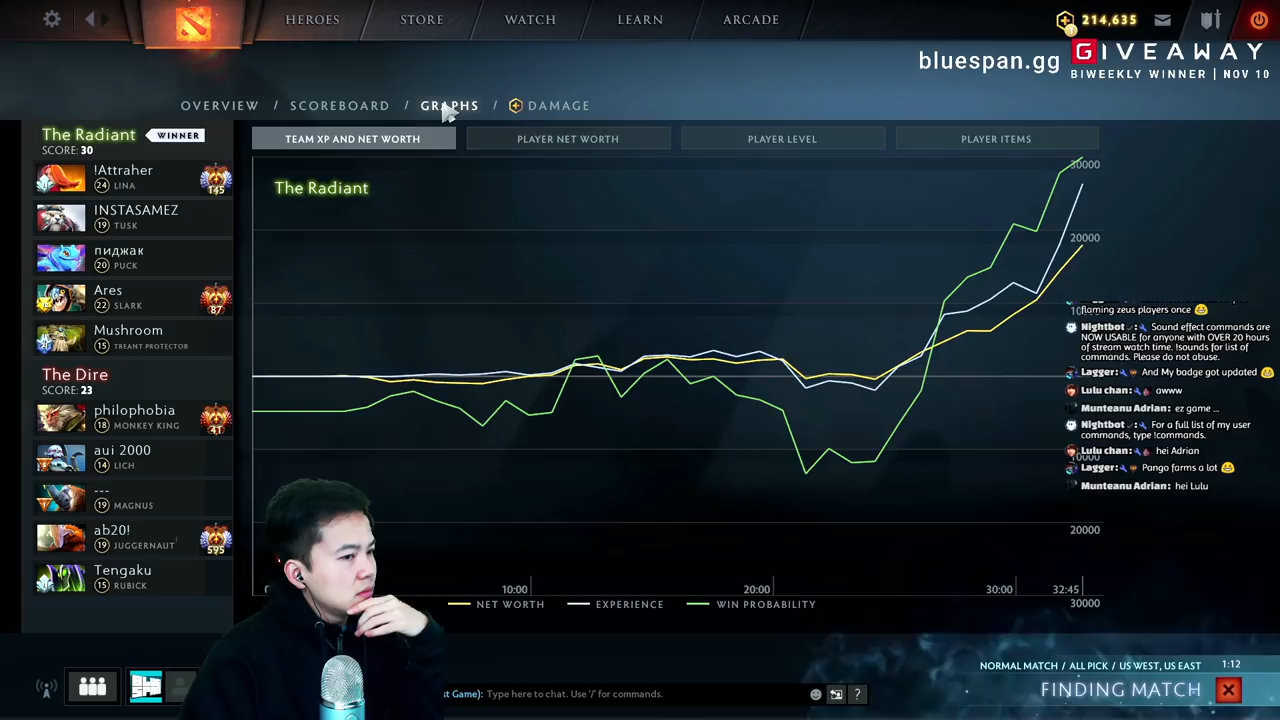 HEROES
STORE
WATCH
LEARN
ARCADE
214,635
bluespan.gg
GIVEAWAY
BIWEEKLY WINNER | NOV 10
OVERVIEW / SCOREBOARD / GRAPHS / DAMAGE
The Radiant WINNER
SCORE: 30
!Attraher
24 LINA
145
INSTASAMEZ
19 TUSK
пиджак
20 PUCK
Ares
22 SLARK
87
Mushroom
15 TREANT PROTECTOR
The Dire
SCORE: 23
philophobia
18 MONKEY KING
41
aui 2000
14 LICH
---
19 MAGNUS
ab20!
19 JUGGERNAUT
595
Tengaku
15 RUBICK
TEAM XP AND NET WORTH
PLAYER NET WORTH
PLAYER LEVEL
PLAYER ITEMS
The Radiant
30000
20000
20000
30000
10:00
20:00
30:00
32:45
NET WORTH
EXPERIENCE
WIN PROBABILITY
flaming zeus players once
Nightbot: Sound effect commands are
NOW USABLE for anyone with OVER 20 hours
of stream watch time. !sounds for list of
commands. Please do not abuse.
Lagger: And My badge got updated
Lulu chan: awww
Munteanu Adrian: ez game ...
Nightbot: For a full list of my user
commands, type !commands.
Lulu chan: hei Adrian
Lagger: Pango farms a lot
Munteanu Adrian: hei Lulu
st Game): Type here to chat. Use '/' for commands.
?
NORMAL MATCH / ALL PICK / US WEST, US EAST
1:12
FINDING MATCH